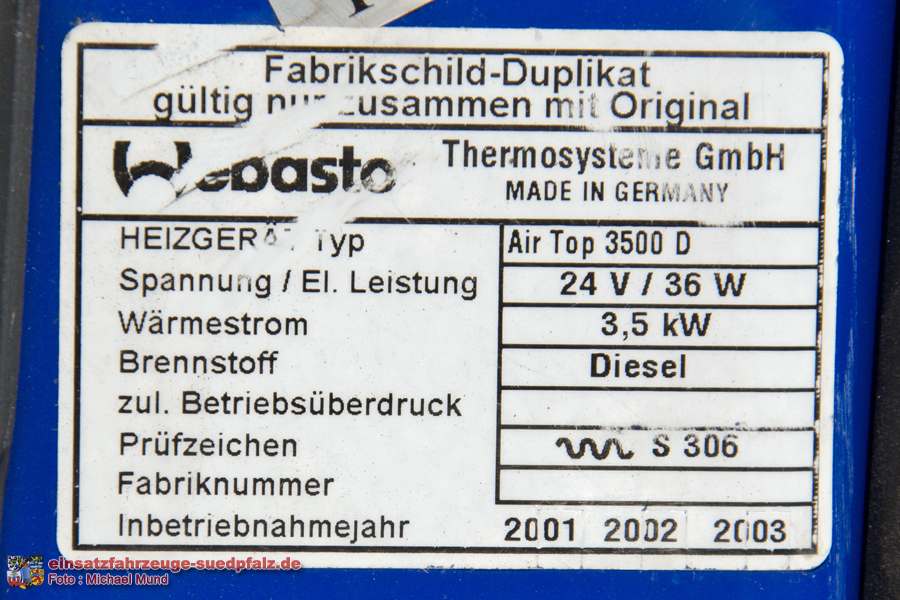 Fabrikschild-Duplikat
gültig nur zusammen mit Original
Webasto Thermosysteme GmbH
MADE IN GERMANY
HEIZGERÄT Typ Air Top 3500 D
Spannung / El. Leistung 24 V / 36 W
Wärmestrom 3,5 kW
Brennstoff Diesel
zul. Betriebsüberdruck
Prüfzeichen S 306
Fabriknummer
Inbetriebnahmejahr 2001 2002 2003
einsatzfahrzeuge-suedpfalz.de
Foto : Michael Mund